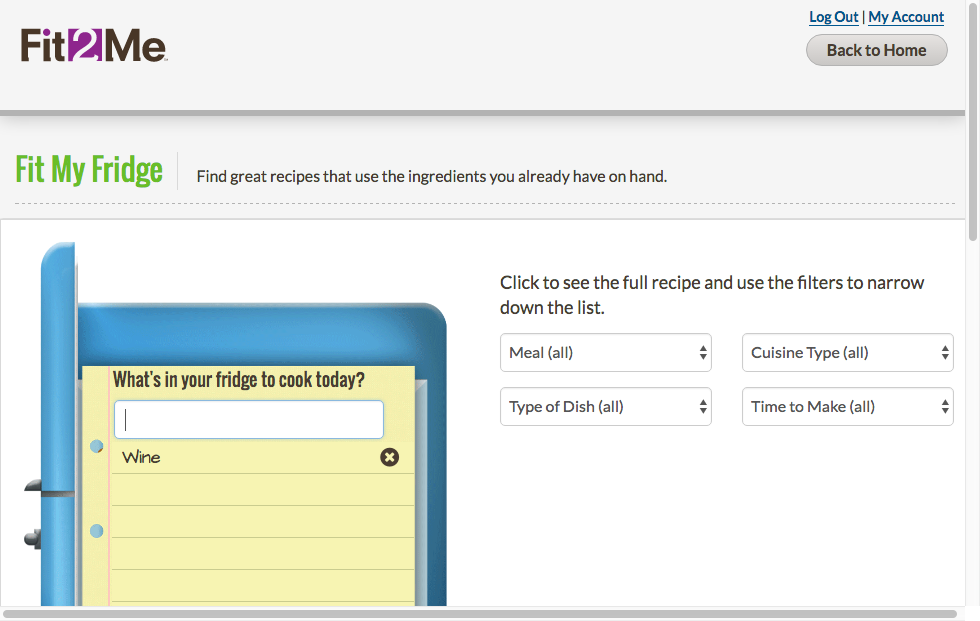 Log Out | My Account
Fit2Me
Back to Home
Fit My Fridge
Find great recipes that use the ingredients you already have on hand.
Click to see the full recipe and use the filters to narrow
down the list.
Meal (all)
Cuisine Type (all)
Type of Dish (all)
Time to Make (all)
What's in your fridge to cook today?
Wine